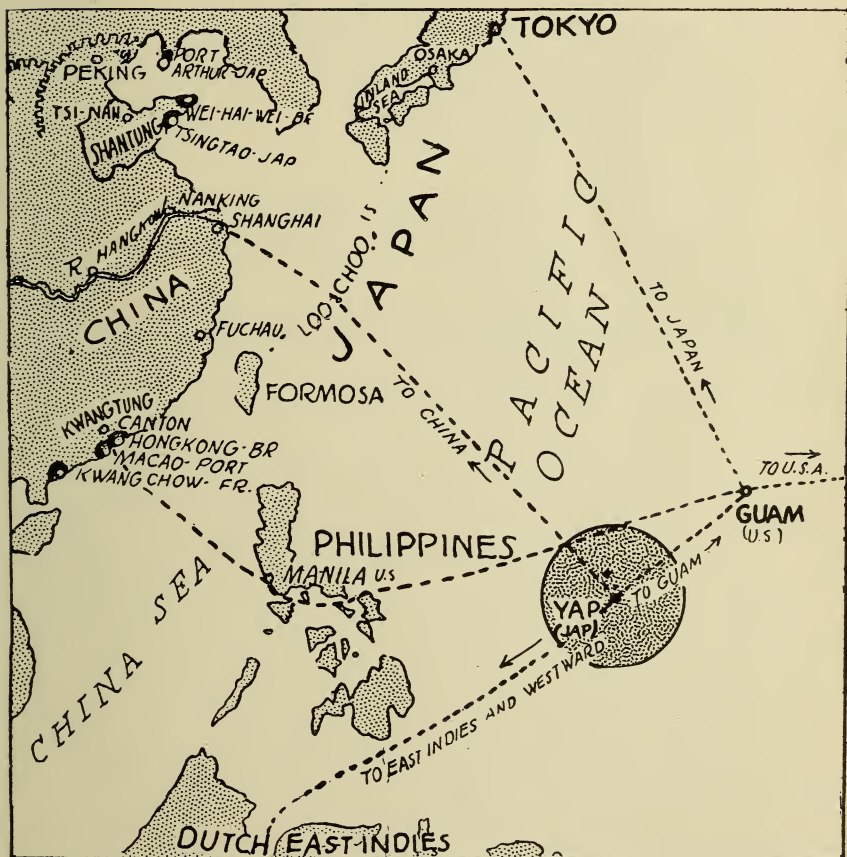 TOKYO
OSAKA
INLAND
SEA
PORT
ARTHUR-JAP
PEKING
TSI-NAN
WEI-HAI-WEI-BR
SHANTUNG
TSINGTAO-JAP
NANKING
SHANGHAI
R. HANGKONG
CHINA
LOOCHOO IS
JAPAN
PACIFIC
OCEAN
TO JAPAN
FUCHAU
FORMOSA
TO CHINA
KWANGTUNG
CANTON
HONGKONG-BR
MACAO-PORT
KWANG CHOW-FR.
TO U.S.A.
GUAM
(U.S)
PHILIPPINES
MANILA U.S
TO GUAM
YAP
(JAP)
CHINA SEA
TO EAST INDIES AND WESTWARD
DUTCH EAST-INDIES